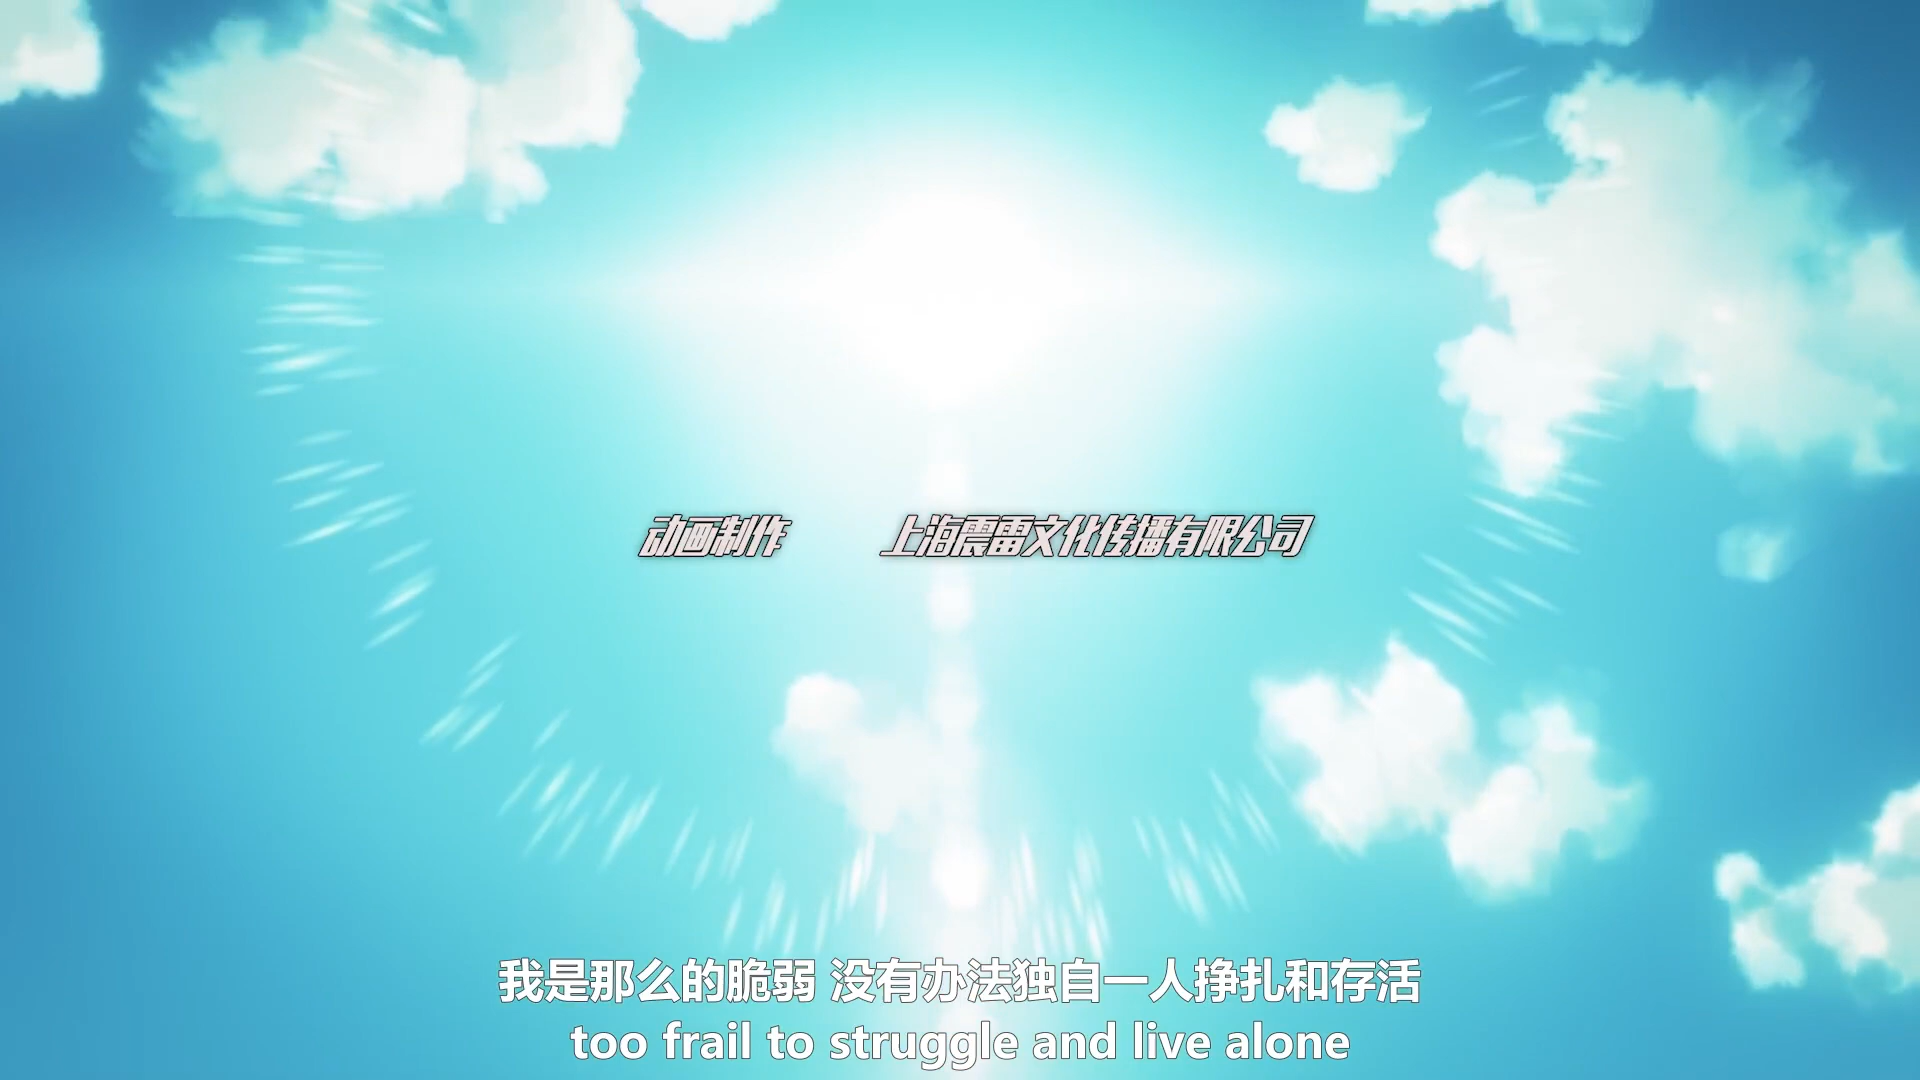 动画制作 上海震雷文化传播有限公司
我是那么的脆弱 没有办法独自一人挣扎和存活
too frail to struggle and live alone